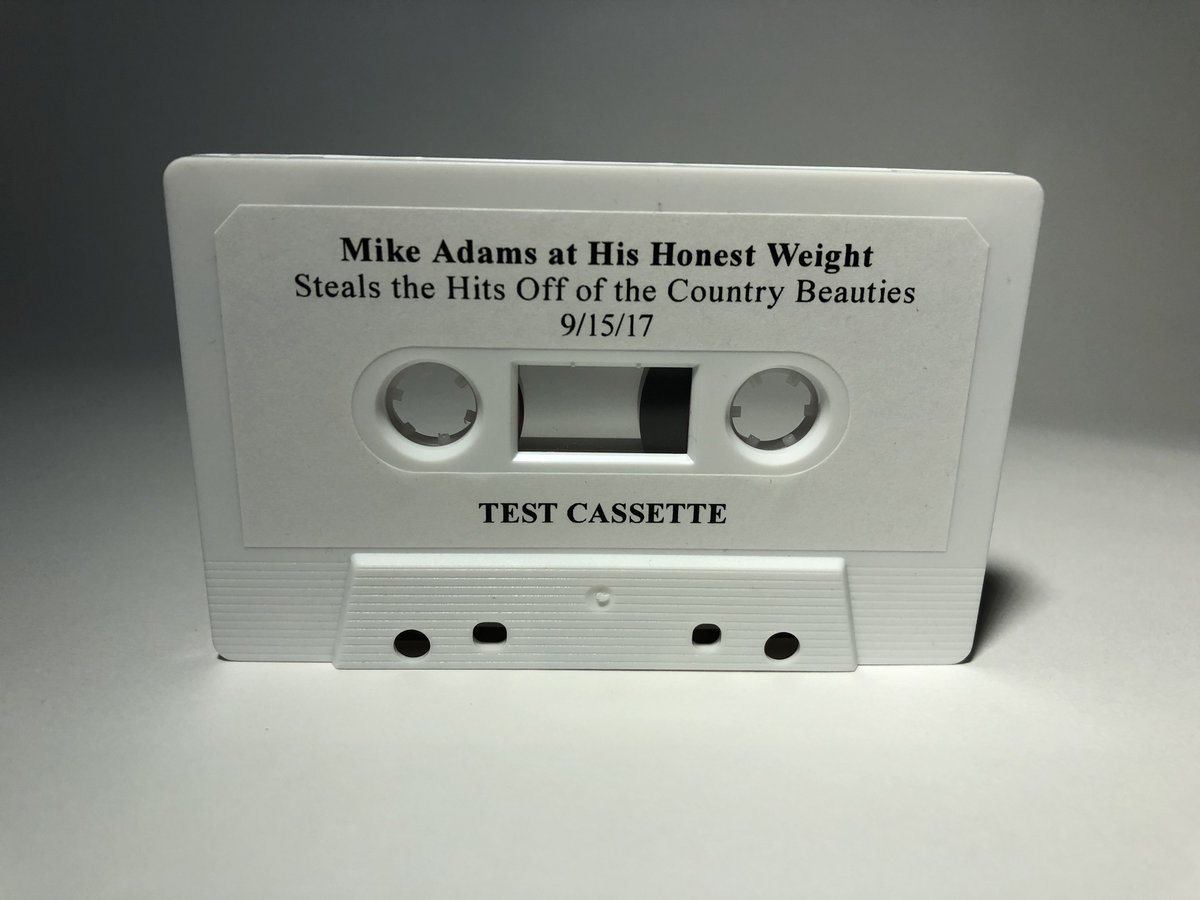 Mike Adams at His Honest Weight
Steals the Hits Off of the Country Beauties
9/15/17
TEST CASSETTE